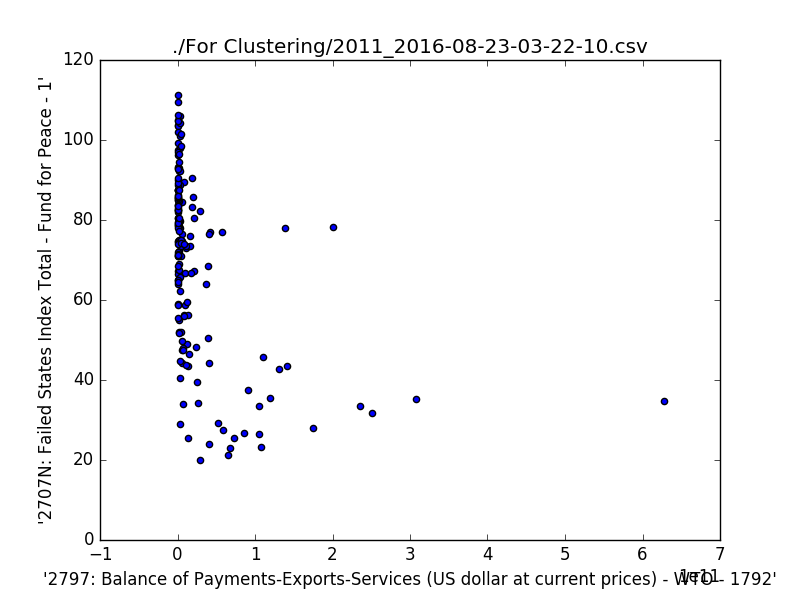 ./For Clustering/2011_2016-08-23-03-22-10.csv
120
100
80
60
40
20
0
'2707N: Failed States Index Total - Fund for Peace - 1'
−1 0 1 2 3 4 5 6 7
1e11
'2797: Balance of Payments-Exports-Services (US dollar at current prices) - WTO - 1792'